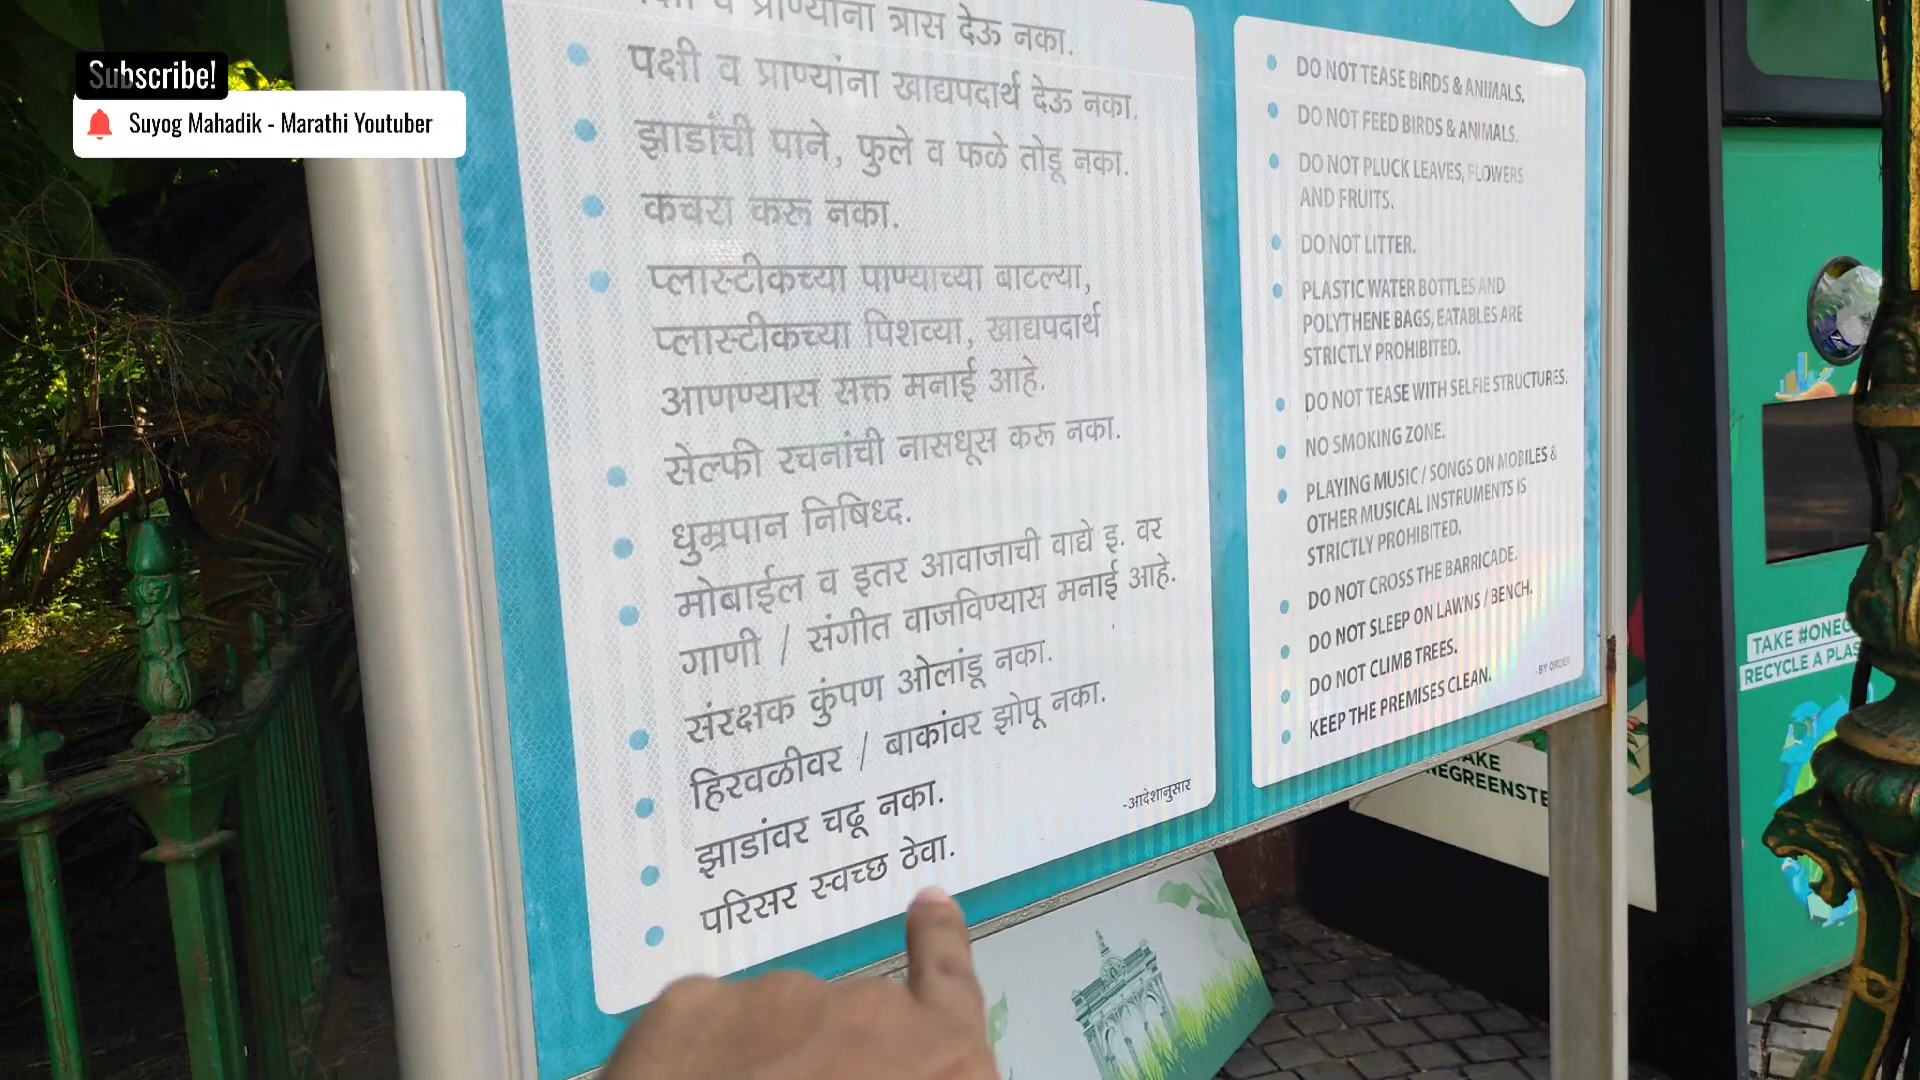 Subscribe!
Suyog Mahadik - Marathi Youtuber
व प्राण्यांना त्रास देऊ नका.
पक्षी व प्राण्यांना खाद्यपदार्थ देऊ नका.
झाडांची पाने, फुले व फळे तोडू नका.
कचरा करू नका.
प्लास्टीकच्या पाण्याच्या बाटल्या,
प्लास्टीकच्या पिशव्या, खाद्यपदार्थ
आणण्यास सक्त मनाई आहे.
सेल्फी रचनांची नासधूस करू नका.
धुम्रपान निषिध्द.
मोबाईल व इतर आवाजाची वाद्ये इ. वर
गाणी / संगीत वाजविण्यास मनाई आहे.
संरक्षक कुंपण ओलांडू नका.
हिरवळीवर / बाकांवर झोपू नका.
झाडांवर चढू नका.
परिसर स्वच्छ ठेवा.
-आदेशानुसार
DO NOT TEASE BIRDS & ANIMALS.
DO NOT FEED BIRDS & ANIMALS.
DO NOT PLUCK LEAVES, FLOWERS
AND FRUITS.
DO NOT LITTER.
PLASTIC WATER BOTTLES AND
POLYTHENE BAGS, EATABLES ARE
STRICTLY PROHIBITED.
DO NOT TEASE WITH SELFIE STRUCTURES.
NO SMOKING ZONE.
PLAYING MUSIC / SONGS ON MOBILES &
OTHER MUSICAL INSTRUMENTS IS
STRICTLY PROHIBITED.
DO NOT CROSS THE BARRICADE.
DO NOT SLEEP ON LAWNS / BENCH.
DO NOT CLIMB TREES.
KEEP THE PREMISES CLEAN.
-BY ORDER
TAKE
RECYCLE A